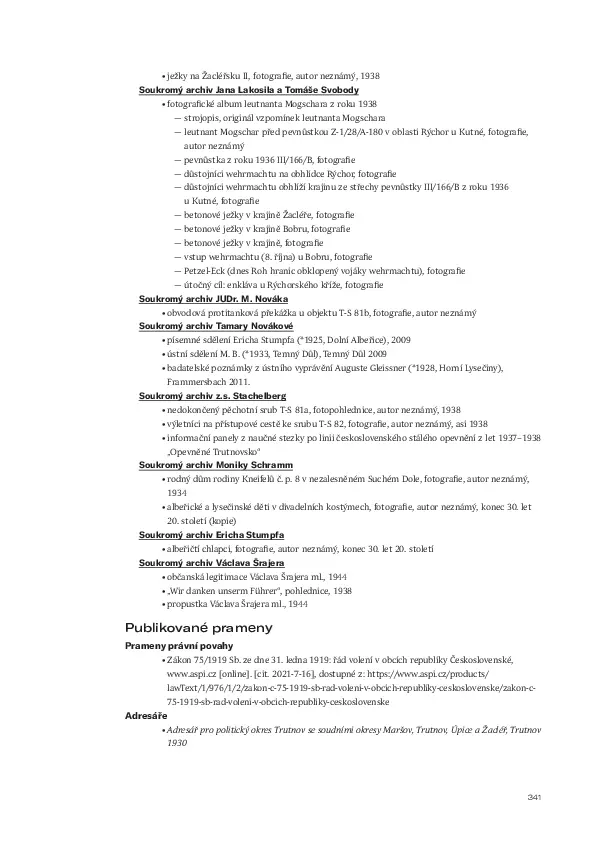 • ježky na Žacléřsku II, fotografie, autor neznámý, 1938
Soukromý archiv Jana Lakosila a Tomáše Svobody
• fotografické album leutnanta Mogschara z roku 1938
— strojopis, originál vzpomínek leutnanta Mogschara
— leutnant Mogschar před pevnůstkou Z-1/28/A-180 v oblasti Rýchor u Kutné, fotografie,
autor neznámý
— pevnůstka z roku 1936 III/166/B, fotografie
— důstojníci wehrmachtu na obhlídce Rýchor, fotografie
— důstojníci wehrmachtu obhlíží krajinu ze střechy pevnůstky III/166/B z roku 1936
u Kutné, fotografie
— betonové ježky v krajině Žacléře, fotografie
— betonové ježky v krajině Bobru, fotografie
— betonové ježky v krajině, fotografie
— vstup wehrmachtu (8. října) u Bobru, fotografie
— Petzel-Eck (dnes Roh hranic obklopený vojáky wehrmachtu), fotografie
— útočný cíl: enkláva u Rýchorského kříže, fotografie
Soukromý archiv JUDr. M. Nováka
• obvodová protitanková překážka u objektu T-S 81b, fotografie, autor neznámý
Soukromý archiv Tamary Novákové
• písemné sdělení Ericha Stumpfa (*1925, Dolní Albeřice), 2009
• ústní sdělení M. B. (*1933, Temný Důl), Temný Důl 2009
• badatelské poznámky z ústního vyprávění Auguste Gleissner (*1928, Horní Lysečiny),
Frammersbach 2011.
Soukromý archiv z.s. Stachelberg
• nedokončený pěchotní srub T-S 81a, fotopohlednice, autor neznámý, 1938
• výletníci na přístupové cestě ke srubu T-S 82, fotografie, autor neznámý, asi 1938
• informační panely z naučné stezky po linii československého stálého opevnění z let 1937–1938
„Opevněné Trutnovsko“
Soukromý archiv Moniky Schramm
• rodný dům rodiny Kneifelů č. p. 8 v nezalesněném Suchém Dole, fotografie, autor neznámý,
1934
• albeřické a lysečinské děti v divadelních kostýmech, fotografie, autor neznámý, konec 30. let
20. století (kopie)
Soukromý archiv Ericha Stumpfa
• albeřičtí chlapci, fotografie, autor neznámý, konec 30. let 20. století
Soukromý archiv Václava Šrajera
• občanská legitimace Václava Šrajera ml., 1944
• „Wir danken unserm Führer“, pohlednice, 1938
• propustka Václava Šrajera ml., 1944
Publikované prameny
Prameny právní povahy
• Zákon 75/1919 Sb. ze dne 31. ledna 1919: řád volení v obcích republiky Československé,
www.aspi.cz [online]. [cit. 2021-7-16], dostupné z: https://www.aspi.cz/products/
lawText/1/976/1/2/zakon-c-75-1919-sb-rad-voleni-v-obcich-republiky-ceskoslovenske/zakon-c-
75-1919-sb-rad-voleni-v-obcich-republiky-ceskoslovenske
Adresáře
• Adresář pro politický okres Trutnov se soudními okresy Maršov, Trutnov, Úpice a Žacléř, Trutnov
1930
341